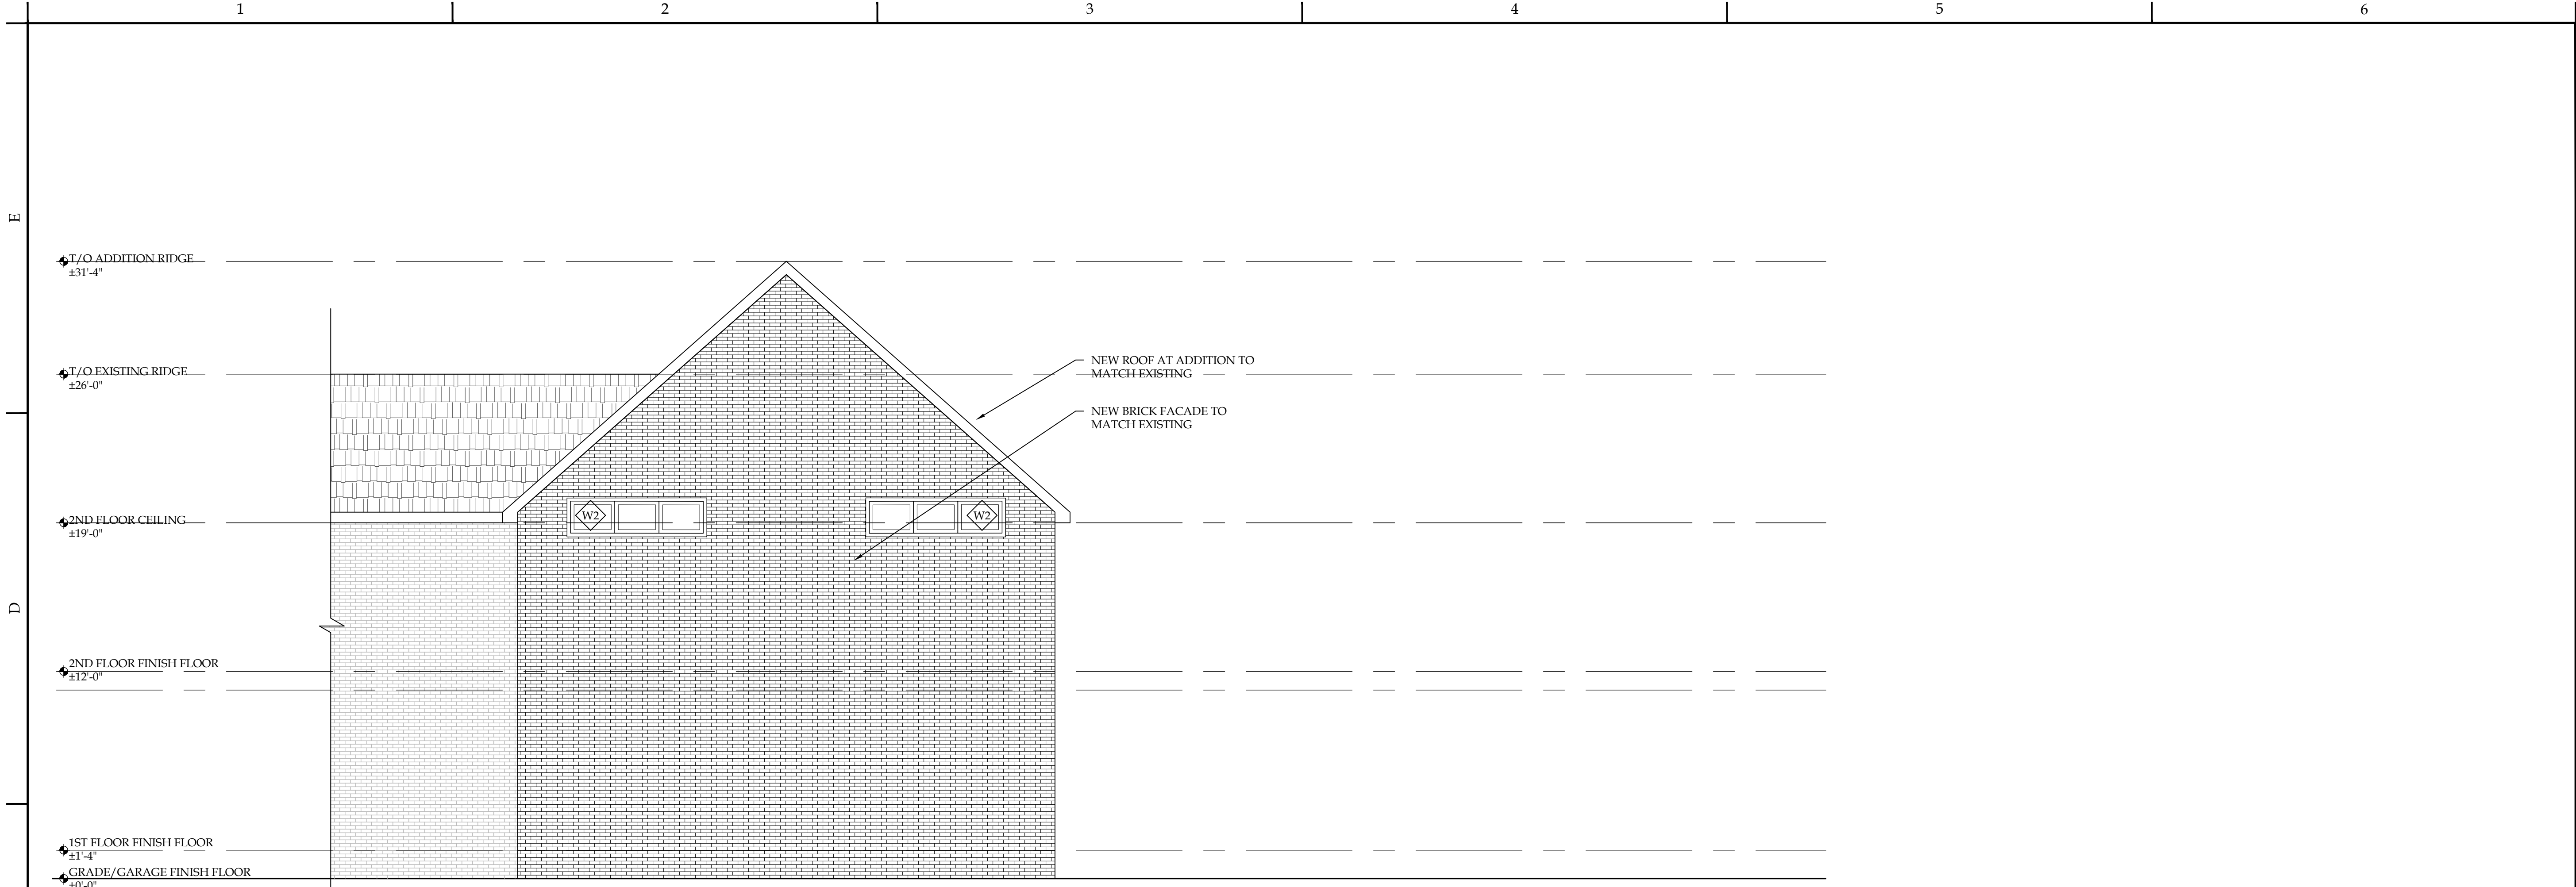 1
2
3
4
5
6
E
T/O ADDITION RIDGE
±31'-4"
T/O EXISTING RIDGE
±26'-0"
NEW ROOF AT ADDITION TO
MATCH EXISTING
NEW BRICK FACADE TO
MATCH EXISTING
2ND FLOOR CEILING
±19'-0"
W2
W2
D
2ND FLOOR FINISH FLOOR
±12'-0"
1ST FLOOR FINISH FLOOR
±1'-4"
GRADE/GARAGE FINISH FLOOR
±0'-0"